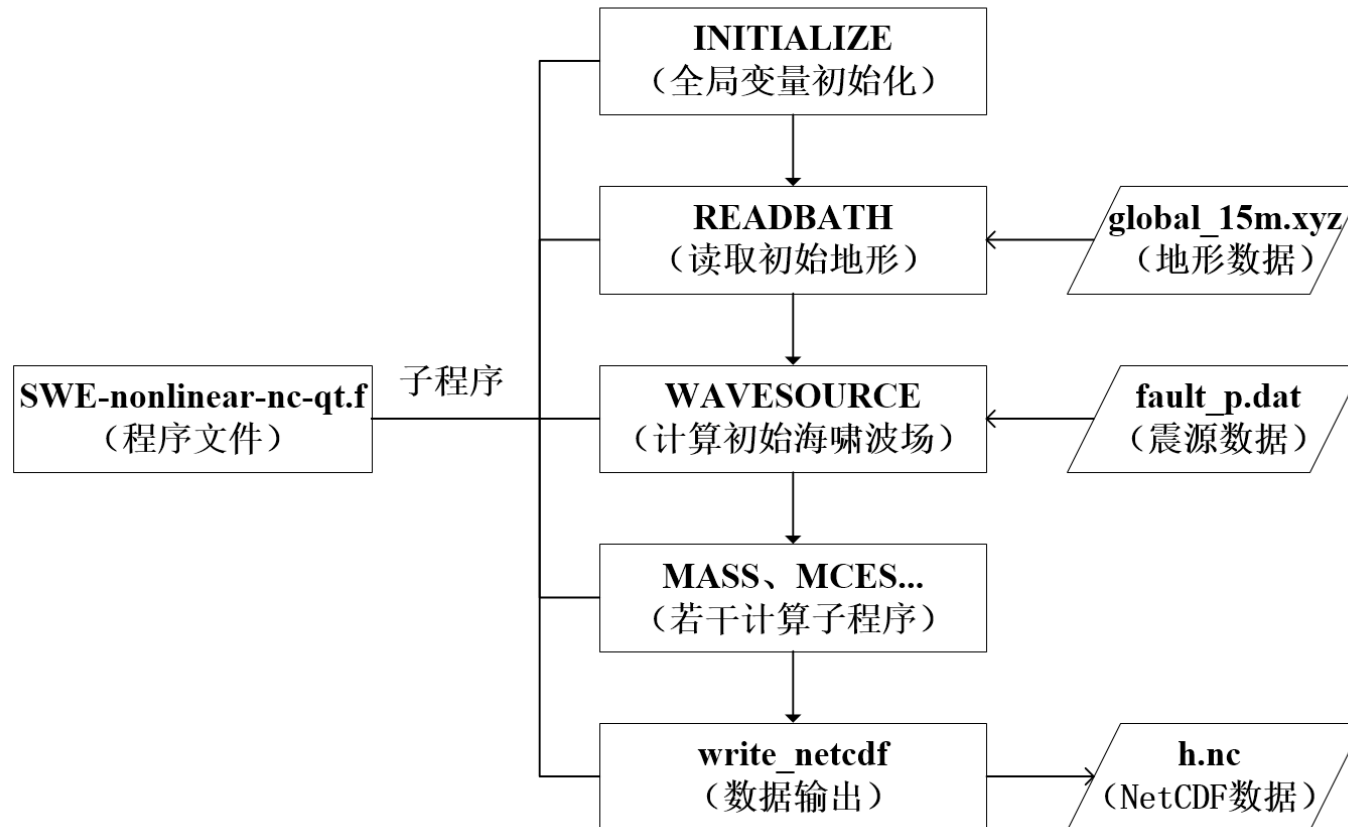 INITIALIZE
（全局变量初始化）
READBATH
（读取初始地形）
global_15m.xyz
（地形数据）
SWE-nonlinear-nc-qt.f
（程序文件）
子程序
WAVESOURCE
（计算初始海啸波场）
fault_p.dat
（震源数据）
MASS、MCES...
（若干计算子程序）
write_netcdf
（数据输出）
h.nc
（NetCDF数据）